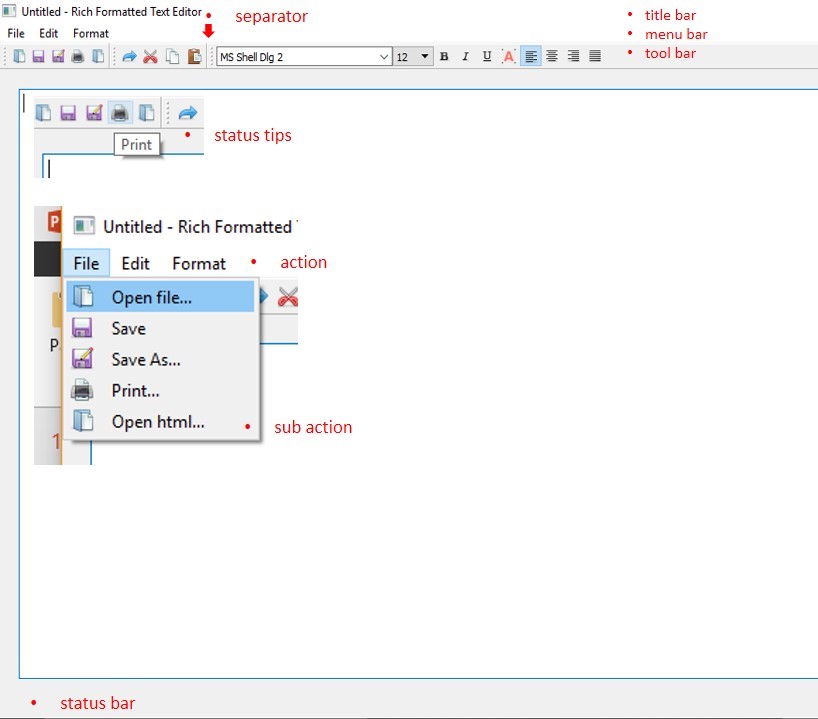 Untitled - Rich Formatted Text Editor
• separator
• title bar
File Edit Format
• menu bar
MS Shell Dlg 2 12 B I U A
• tool bar
• status tips
Print
P
Untitled - Rich Formatted
File Edit Format
• action
Open file...
Save
P
Save As...
Print...
Open html...
• sub action
1
• status bar